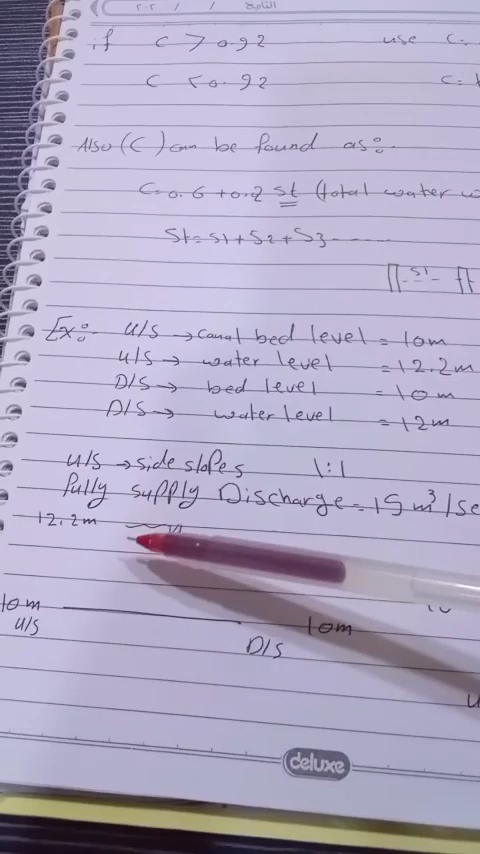 التاريخ / / ٢٠٢
if C > 0.92 use C=
C < 0.92 C=
Also (C) can be found as:-
C=0.6+0.2 st (total water w
St=S1+S2+S3------
S1
Ex:- U/S → canal bed level = 10m
U/S → water level = 12.2m
D/S → bed level = 10m
D/S → water level = 12m
U/S → side slopes 1:1
fully supply Discharge = 15 m³/se
12.2m
10m
U/S
10m
D/S
deluxe